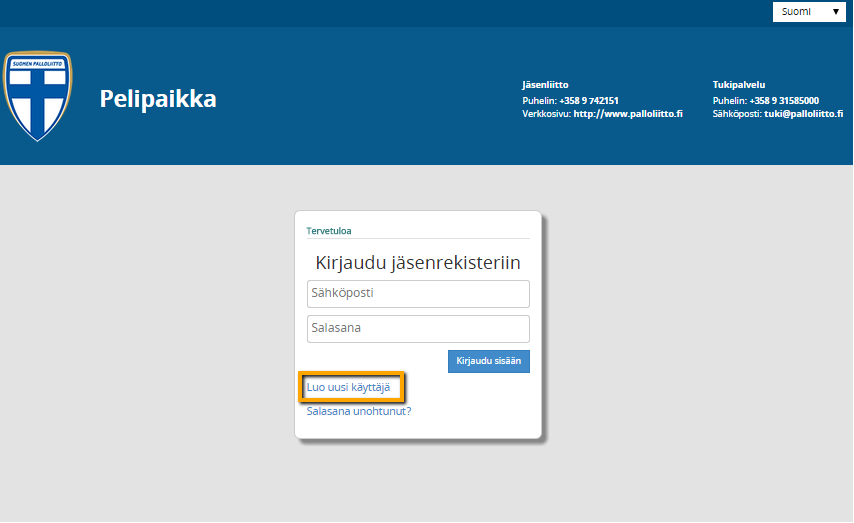 Suomi
SUOMEN PALLOLIITTO
Pelipaikka
Jäsenliitto
Puhelin: +358 9 742151
Verkkosivu: http://www.palloliitto.fi
Tukipalvelu
Puhelin: +358 9 31585000
Sähköposti: tuki@palloliitto.fi
Tervetuloa
Kirjaudu jäsenrekisteriin
Sähköposti
Salasana
Kirjaudu sisään
Luo uusi käyttäjä
Salasana unohtunut?